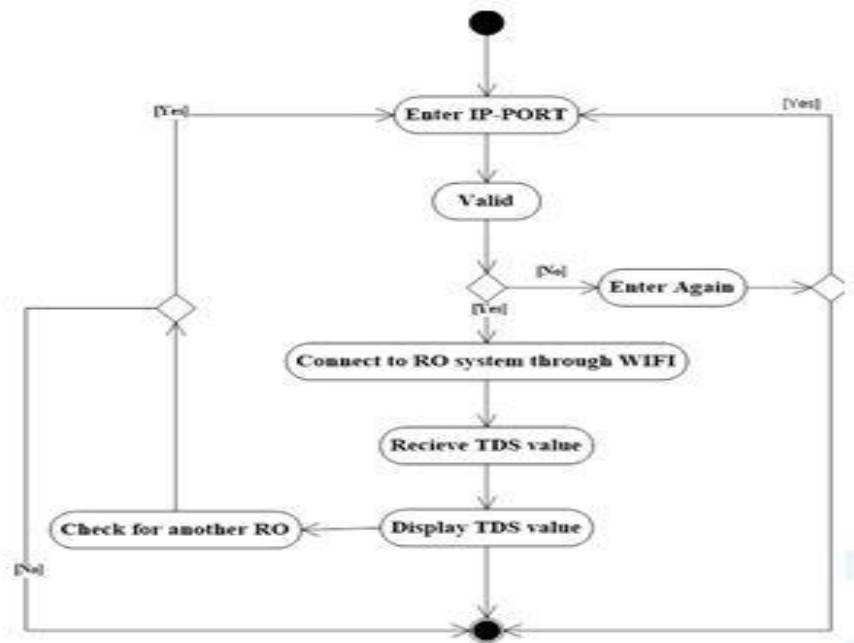 Enter IP-PORT
[Yes]
[Yes]
Valid
[No]
Enter Again
[Yes]
Connect to RO system through WIFI
Recieve TDS value
Display TDS value
Check for another RO
[No]